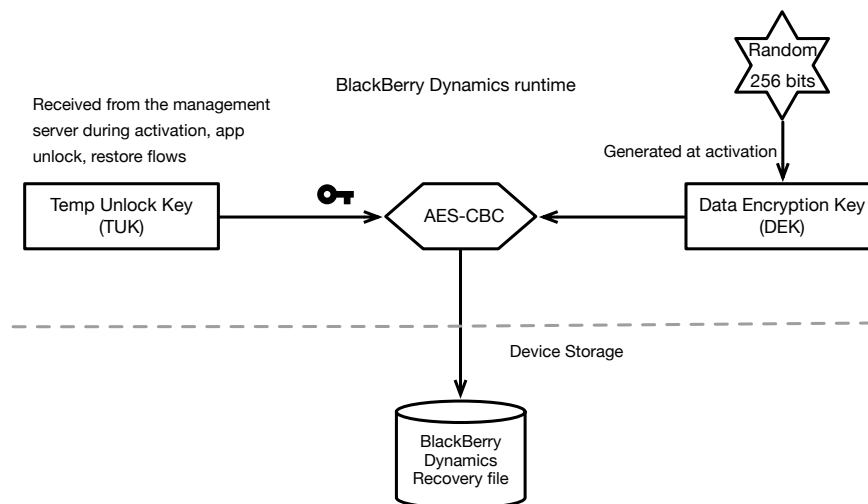 Random
256 bits
BlackBerry Dynamics runtime
Received from the management
server during activation, app
unlock, restore flows
Generated at activation
Temp Unlock Key
(TUK)
AES-CBC
Data Encryption Key
(DEK)
Device Storage
BlackBerry
Dynamics
Recovery file